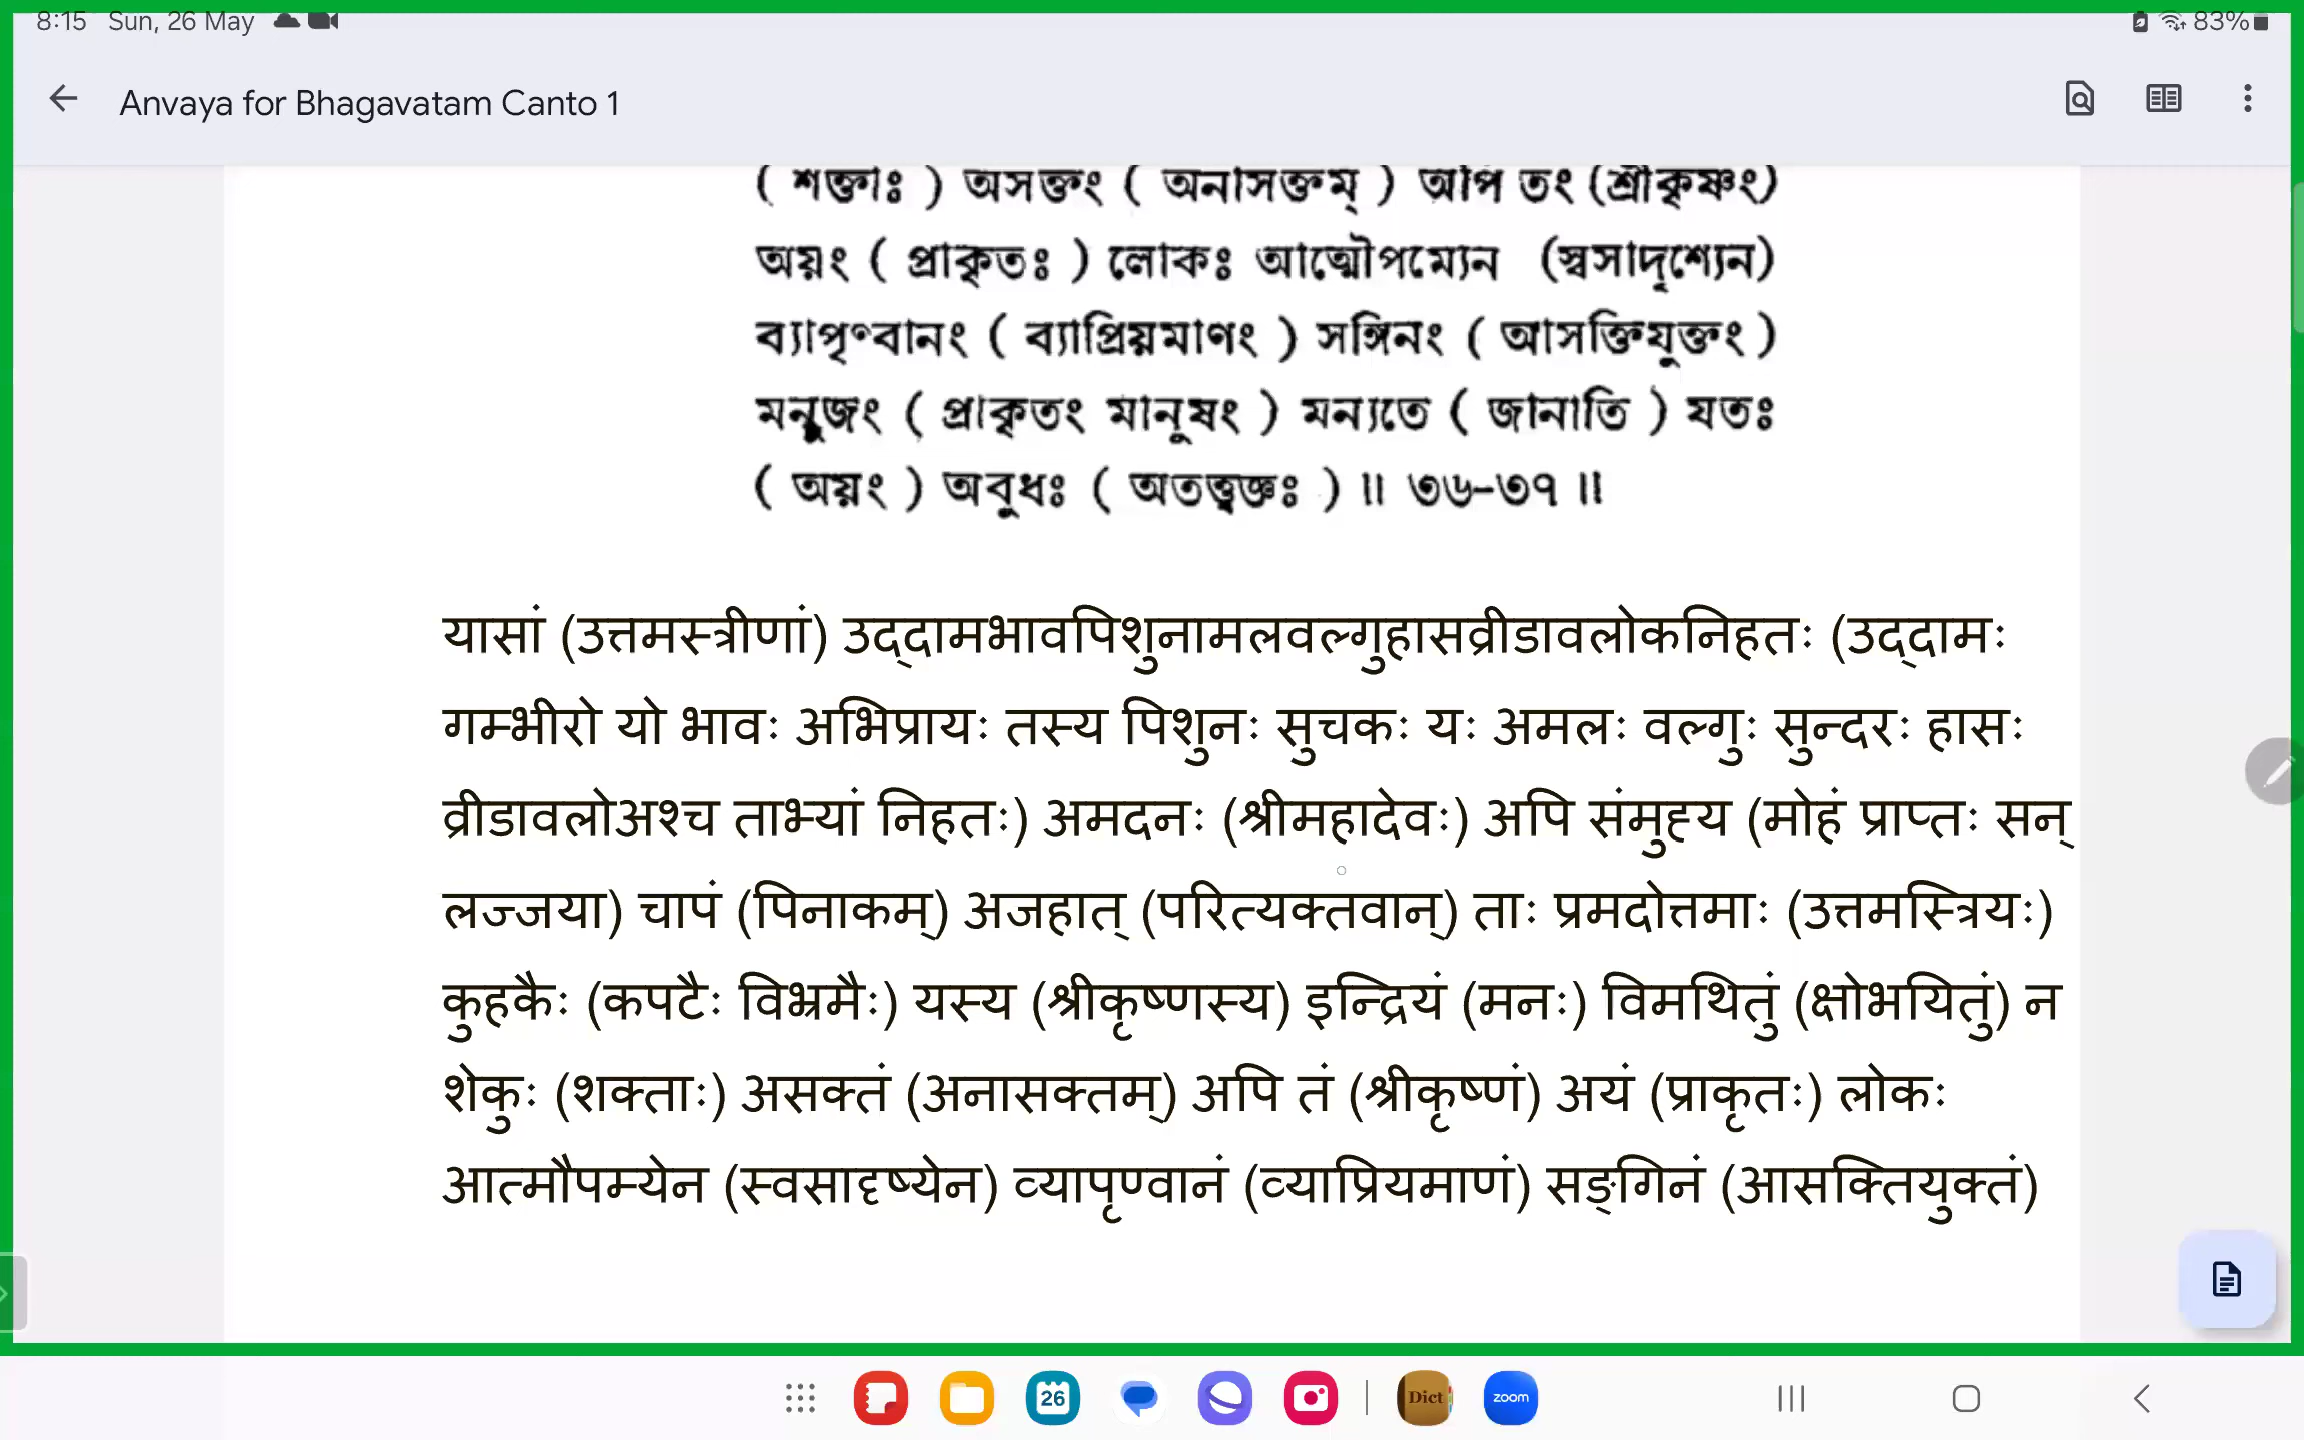 8:15 Sun, 26 May 83%
Anvaya for Bhagavatam Canto 1
( শক্তাঃ ) অসক্তং ( অনাসক্তম্ ) অপি তং (শ্রীকৃষ্ণং)
অয়ং ( প্রাকৃতঃ ) লোকঃ আত্মৌপম্যেন (স্বসাদৃশ্যেন)
ব্যাপৃণ্বানং ( ব্যাপ্রিয়মাণং ) সঙ্গিনং ( আসক্তিযুক্তং )
মনুজং ( প্রাকৃতং মানুষং ) মন্যতে ( জানাতি ) যতঃ
( অয়ং ) অবুধঃ ( অতত্ত্বজ্ঞঃ ) ॥ ৩৬-৩৭ ॥
यासां (उत्तमस्त्रीणां) उद्दामभावपिशुनामलवल्गुहासव्रीडावलोकनिहतः (उद्दामः
गम्भीरो यो भावः अभिप्रायः तस्य पिशुनः सुचकः यः अमलः वल्गुः सुन्दरः हासः
व्रीडावलोअश्च ताभ्यां निहतः) अमदनः (श्रीमहादेवः) अपि संमुह्य (मोहं प्राप्तः सन्
लज्जया) चापं (पिनाकम्) अजहात् (परित्यक्तवान्) ताः प्रमदोत्तमाः (उत्तमस्त्रियः)
कुहकैः (कपटैः विभ्रमैः) यस्य (श्रीकृष्णस्य) इन्द्रियं (मनः) विमथितुं (क्षोभयितुं) न
शेकुः (शक्ताः) असक्तं (अनासक्तम्) अपि तं (श्रीकृष्णं) अयं (प्राकृतः) लोकः
आत्मौपम्येन (स्वसादृष्येन) व्यापृण्वानं (व्याप्रियमाणं) सङ्गिनं (आसक्तियुक्तं)
26 Dict zoom